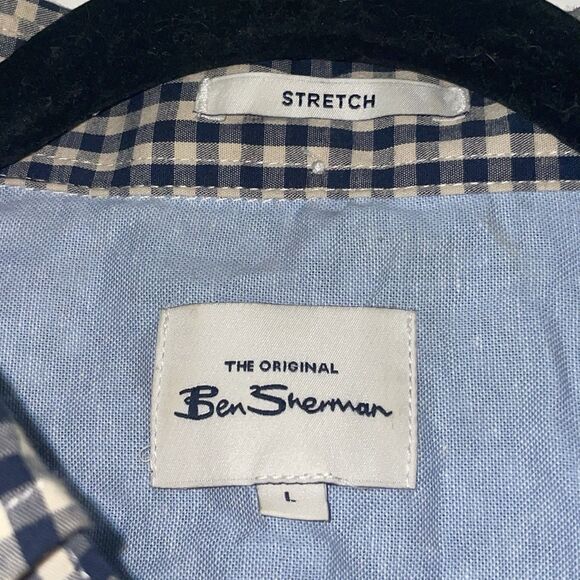 STRETCH
THE ORIGINAL
Ben Sherman
L